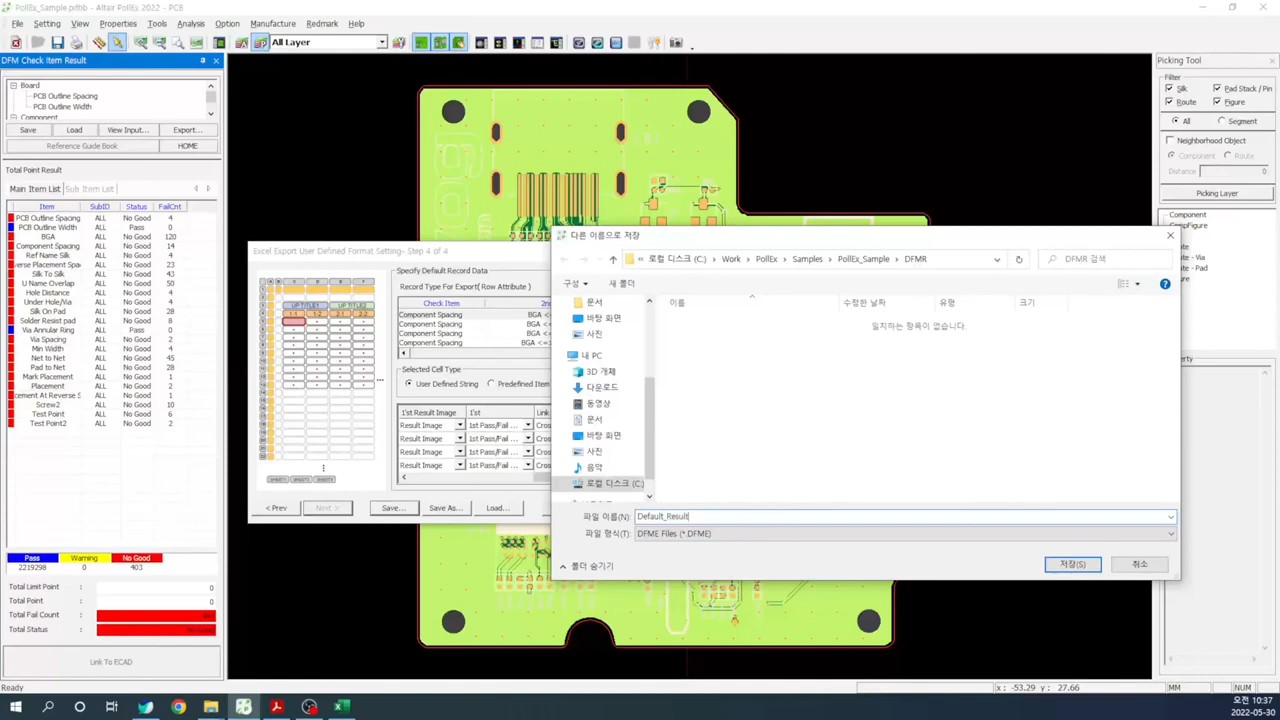 PollEx_Sample.pdbb - Altair PollEx 2022 - PCB
File Setting View Properties Tools Analysis Option Manufacture Redmark Help
All Layer
DFM Check Item Result
Board
PCB Outline Spacing
PCB Outline Width
Component
Save Load View Input... Export...
Reference Guide Book HOME
Total Point Result
Main Item List Sub Item List
Item SubID Status FailCnt
PCB Outline Spacing ALL No Good 4
PCB Outline Width ALL Pass 0
BGA ALL No Good 120
Component Spacing ALL No Good 14
Ref Name Silk ALL No Good 4
verse Placement Space ALL No Good 23
Silk To Silk ALL No Good 43
U Name Overlap ALL No Good 50
Hole Distance ALL No Good 4
Under Hole/Via ALL No Good 4
Silk On Pad ALL No Good 28
Solder Resist pad ALL No Good 8
Via Annular Ring ALL Pass 0
Via Spacing ALL No Good 2
Min Width ALL No Good 4
Net to Net ALL No Good 45
Pad to Net ALL No Good 28
Mark Placement ALL No Good 1
Placement ALL No Good 2
cement At Reverse S ALL No Good 1
Screw2 ALL No Good 10
Test Point ALL No Good 6
Test Point2 ALL No Good 2
Pass Warning No Good
2219298 0 403
Total Limit Point : 0
Total Point : 0
Total Fail Count :
Total Status :
Link To ECAD
Ready
Excel Export User Defined Format Setting- Step 4 of 4
UP TITLE1 UP TITLE2
Specify Default Record Data
Record Type For Export( Row Attribute )
Check Item 2n
Component Spacing BGA <
Component Spacing BGA <
Component Spacing BGA <
Component Spacing BGA <
Selected Cell Type
User Defined String Predefined Item
1'st Result Image 1'st Link
Result Image 1st Pass/Fail ... Cros
Result Image 1st Pass/Fail ... Cros
Result Image 1st Pass/Fail ... Cros
Result Image 1st Pass/Fail ... Cros
< Prev Next > Save... Save As... Load...
다른 이름으로 저장
로컬 디스크 (C:) › Work › PollEx › Samples › PollEx_Sample › DFMR
DFMR 검색
구성 새 폴더
이름 수정한 날짜 유형 크기
일치하는 항목이 없습니다.
문서
바탕 화면
사진
내 PC
3D 개체
다운로드
동영상
문서
바탕 화면
사진
음악
로컬 디스크 (C:)
파일 이름(N): Default_Result
파일 형식(T): DFME Files (*.DFME)
폴더 숨기기
저장(S) 취소
Picking Tool
Filter
Silk Pad Stack / Pin
Route Figure
All Segment
Neighborhood Object
Component Route
Distance 0
Picking Layer
Component
CompFigure
x : -53.29 y : 27.66
MM NUM
오전 10:37
2022-05-30